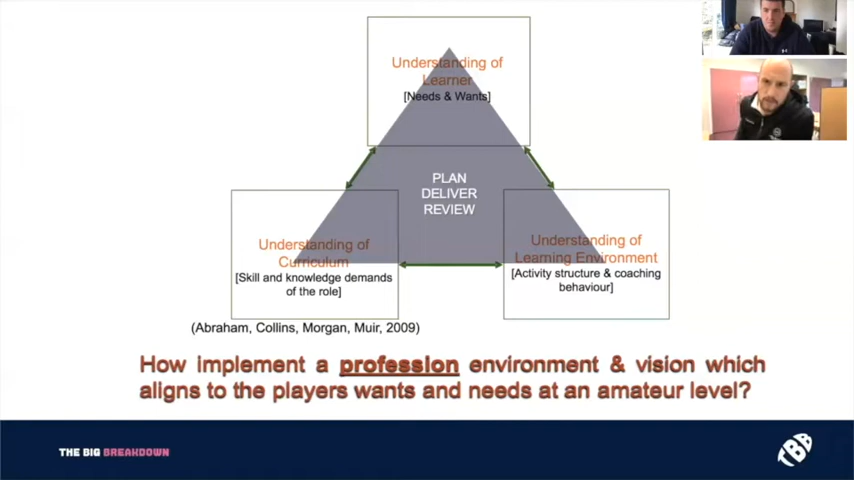 Understanding of
Learner
[Needs & Wants]
PLAN
DELIVER
REVIEW
Understanding of
Curriculum
[Skill and knowledge demands
of the role]
Understanding of
Learning Environment
[Activity structure & coaching
behaviour]
(Abraham, Collins, Morgan, Muir, 2009)
How implement a profession environment & vision which
aligns to the players wants and needs at an amateur level?
THE BIG BREAKDOWN
TBB